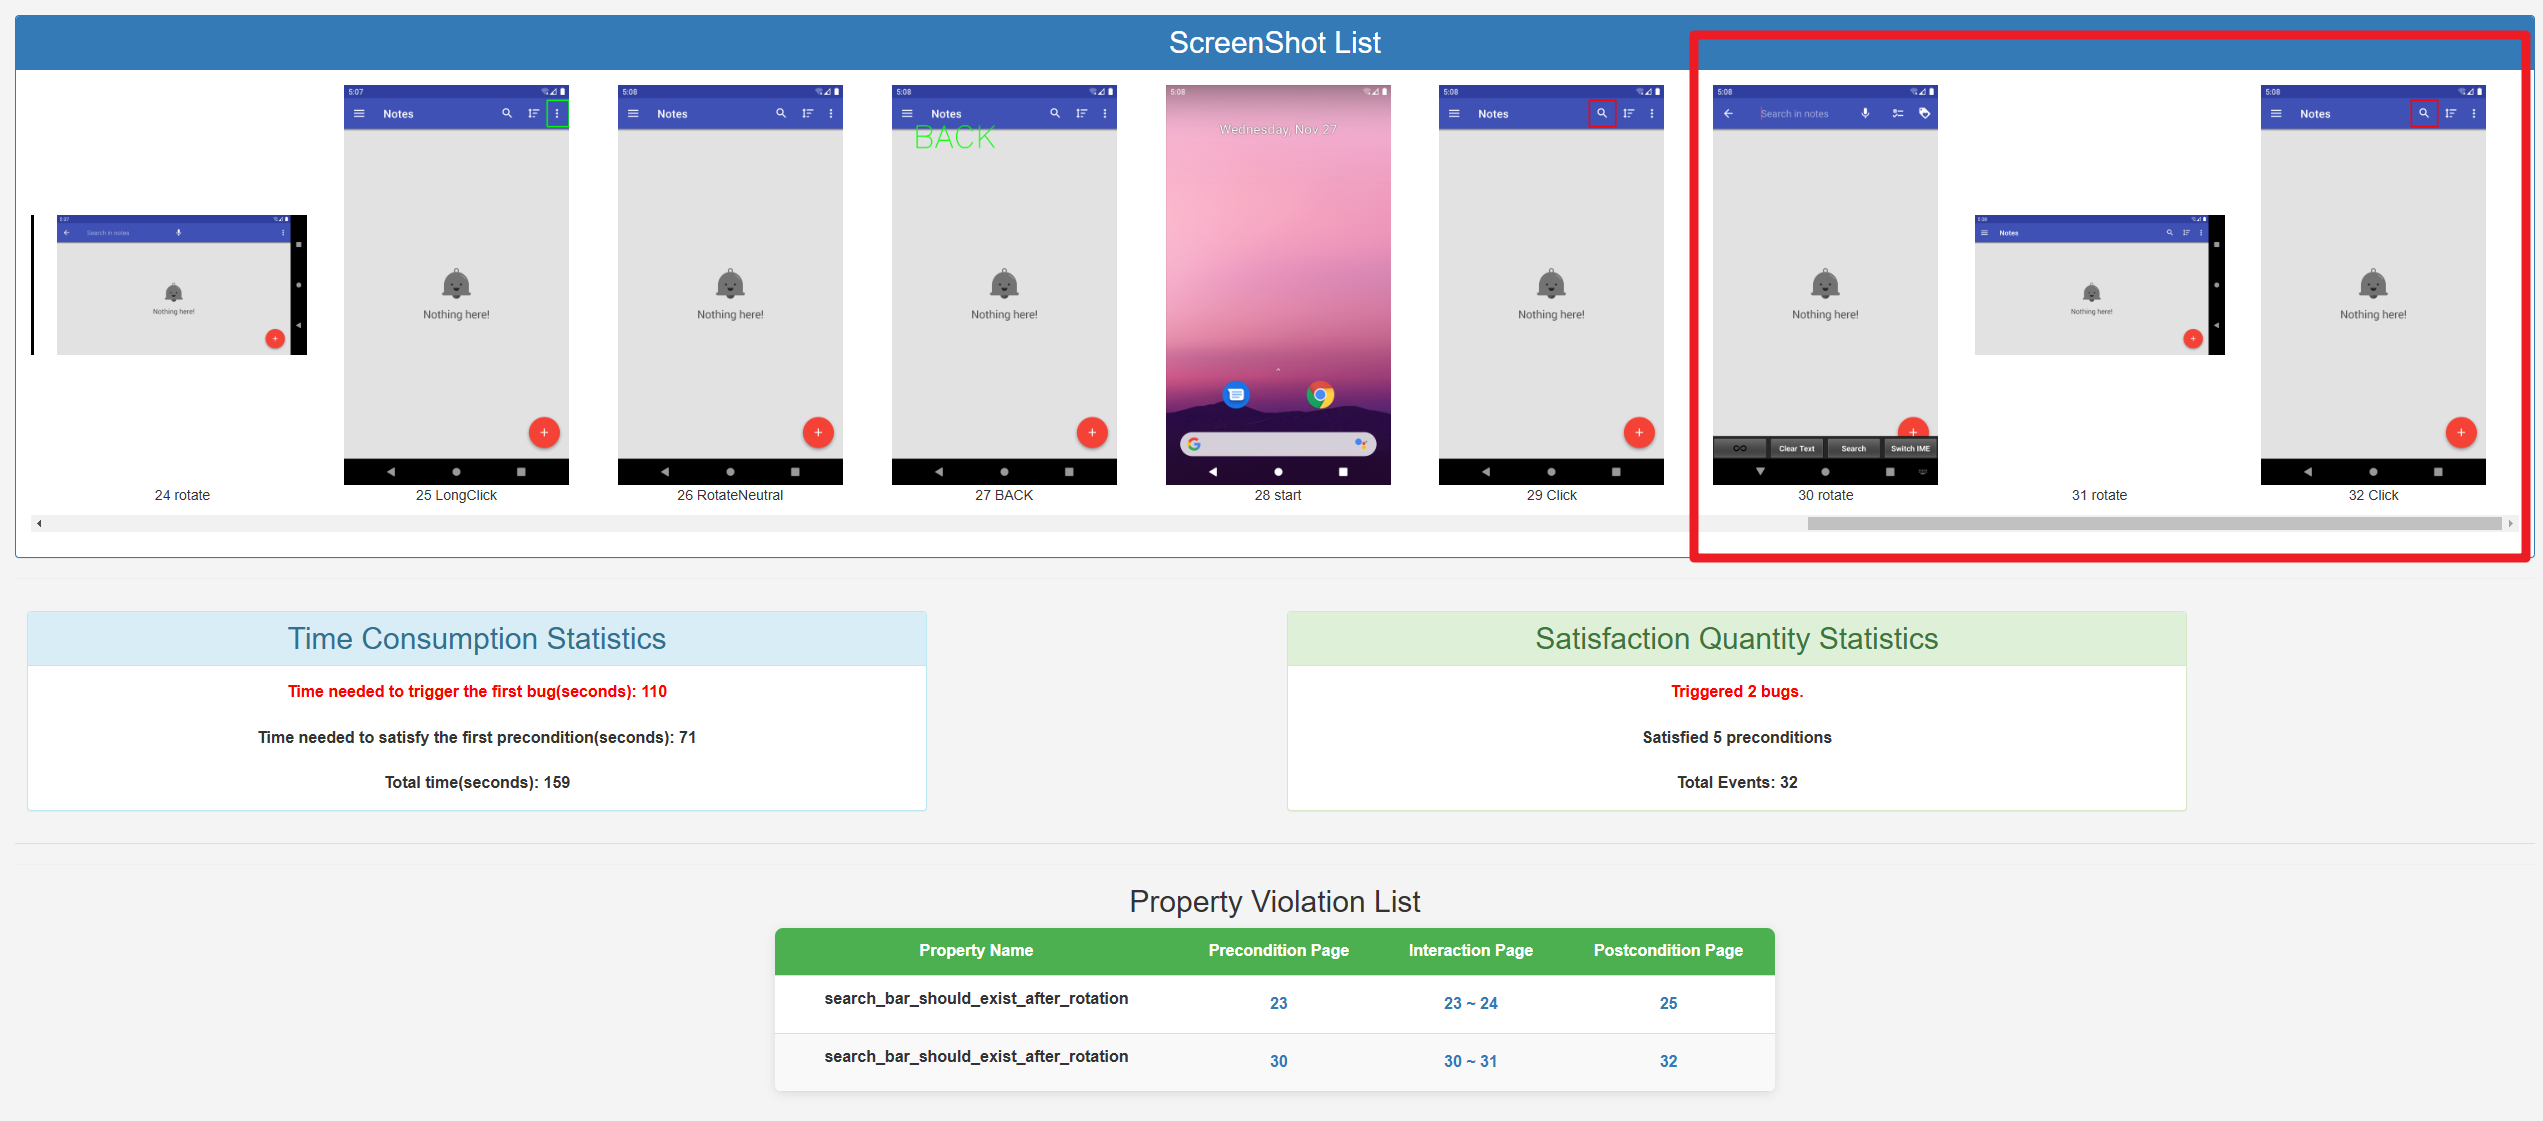 ScreenShot List
5:07
Search in notes
Nothing here!
24 rotate
5:07
Notes
Nothing here!
25 LongClick
5:08
Notes
Nothing here!
26 RotateNeutral
5:08
Notes
BACK
Nothing here!
27 BACK
5:08
Wednesday, Nov 27
28 start
5:08
Notes
Nothing here!
29 Click
5:08
Search in notes
Nothing here!
Clear Text Search Switch IME
30 rotate
5:08
Notes
Nothing here!
31 rotate
5:08
Notes
Nothing here!
32 Click
Time Consumption Statistics
Time needed to trigger the first bug(seconds): 110
Time needed to satisfy the first precondition(seconds): 71
Total time(seconds): 159
Satisfaction Quantity Statistics
Triggered 2 bugs.
Satisfied 5 preconditions
Total Events: 32
Property Violation List
Property Name Precondition Page Interaction Page Postcondition Page
search_bar_should_exist_after_rotation 23 23 ~ 24 25
search_bar_should_exist_after_rotation 30 30 ~ 31 32